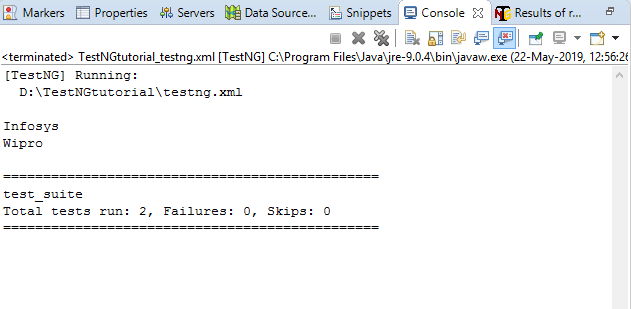 Markers Properties Servers Data Source... Snippets Console Results of r...
<terminated> TestNGtutorial_testng.xml [TestNG] C:\Program Files\Java\jre-9.0.4\bin\javaw.exe (22-May-2019, 12:56:26
[TestNG] Running:
D:\TestNGtutorial\testng.xml
Infosys
Wipro
===============================================
test_suite
Total tests run: 2, Failures: 0, Skips: 0
===============================================